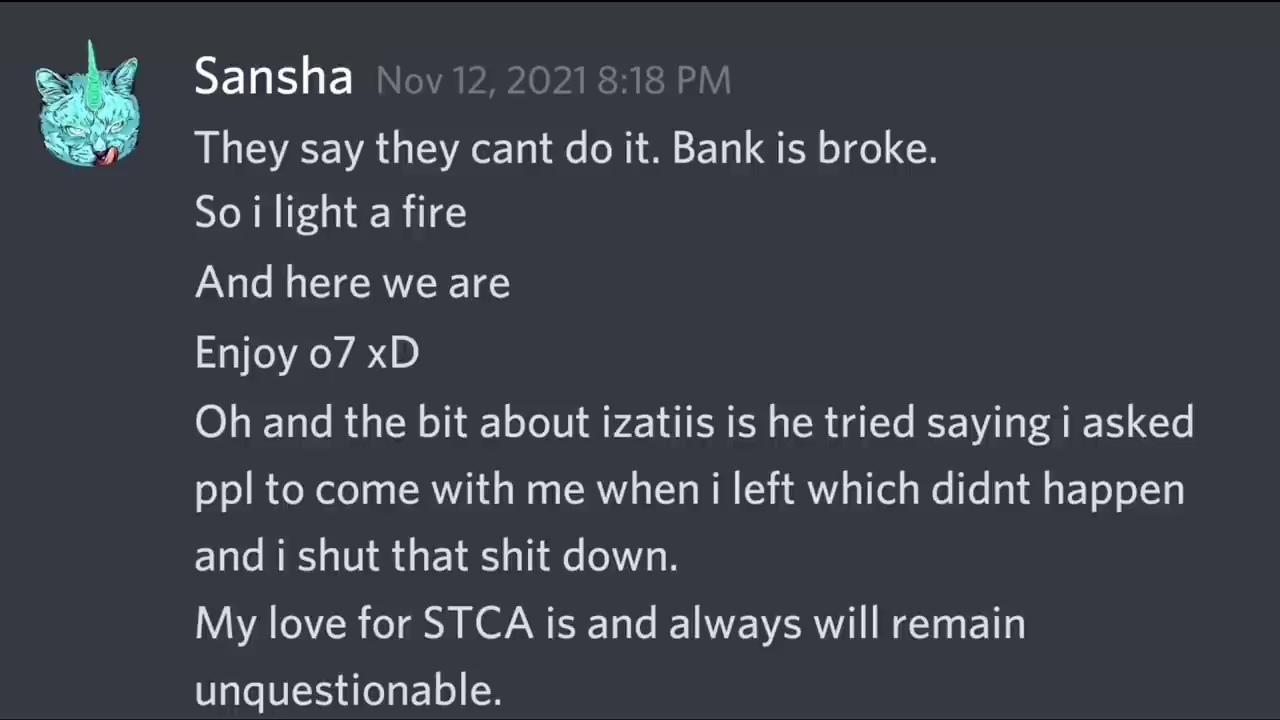 Sansha Nov 12, 2021 8:18 PM
They say they cant do it. Bank is broke.
So i light a fire
And here we are
Enjoy o7 xD
Oh and the bit about izatiis is he tried saying i asked
ppl to come with me when i left which didnt happen
and i shut that shit down.
My love for STCA is and always will remain
unquestionable.